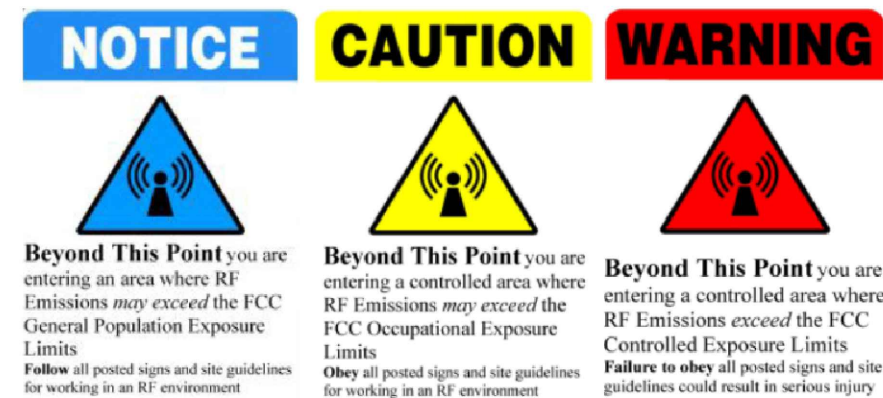 NOTICE
Beyond This Point you are
entering an area where RF
Emissions may exceed the FCC
General Population Exposure
Limits
Follow all posted signs and site guidelines
for working in an RF environment
CAUTION
Beyond This Point you are
entering a controlled area where
RF Emissions may exceed the
FCC Occupational Exposure
Limits
Obey all posted signs and site guidelines
for working in an RF environment
WARNING
Beyond This Point you are
entering a controlled area where
RF Emissions exceed the FCC
Controlled Exposure Limits
Failure to obey all posted signs and site
guidelines could result in serious injury